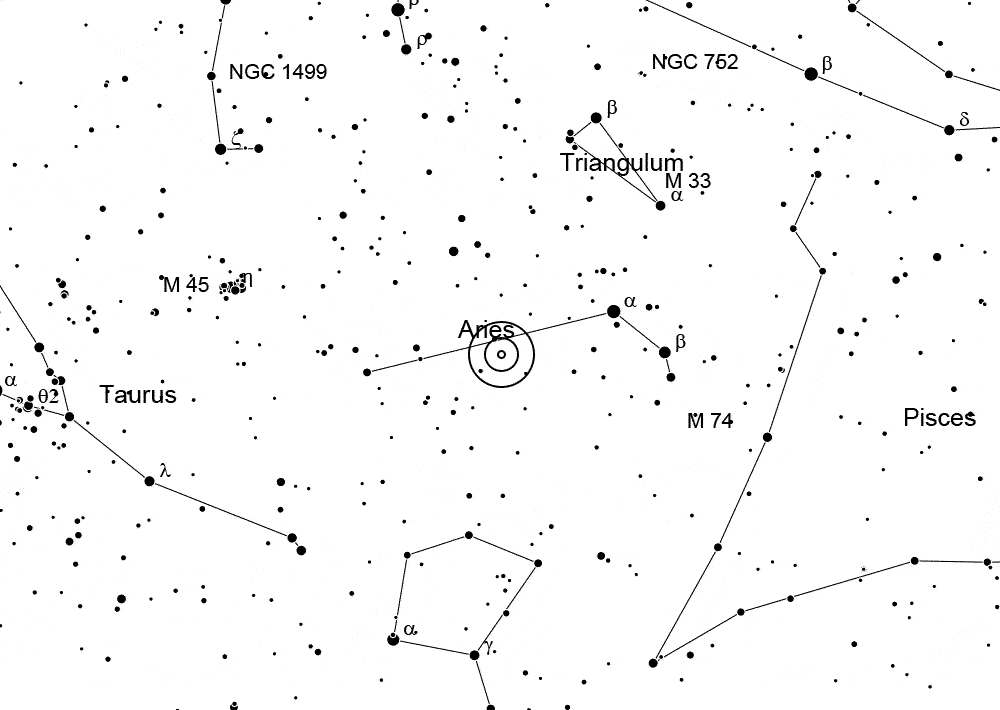 ρ
ρ
NGC 1499
NGC 752
β
β
δ
ζ
Triangulum
M 33
α
M 45
η
α
Aries
β
α
θ2
Taurus
M 74
Pisces
λ
α
γ